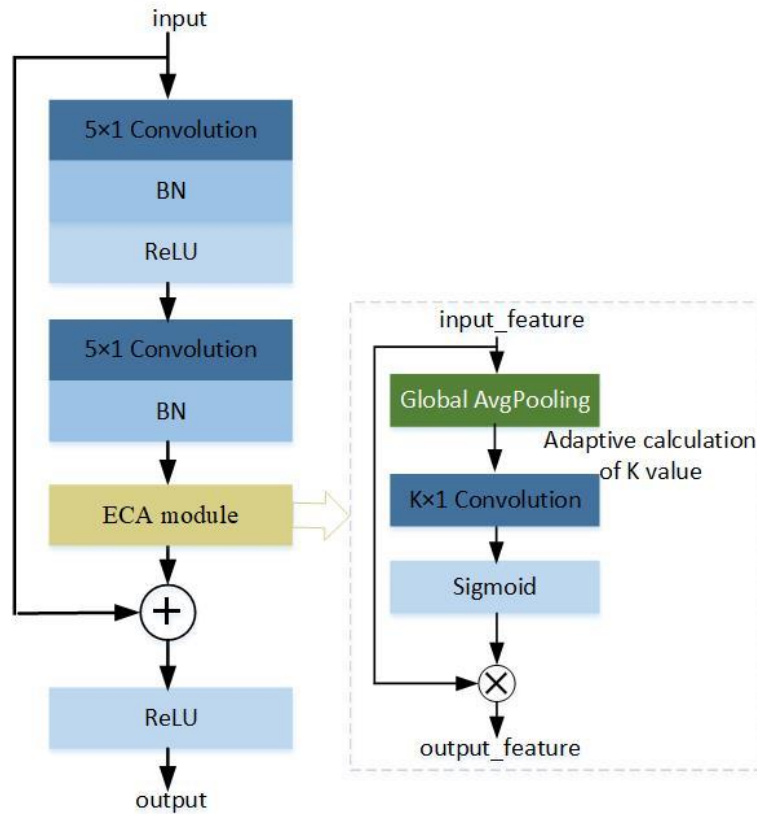 input
5×1 Convolution
BN
ReLU
5×1 Convolution
BN
ECA module
+
ReLU
output
input_feature
Global AvgPooling
Adaptive calculation
of K value
K×1 Convolution
Sigmoid
×
output_feature